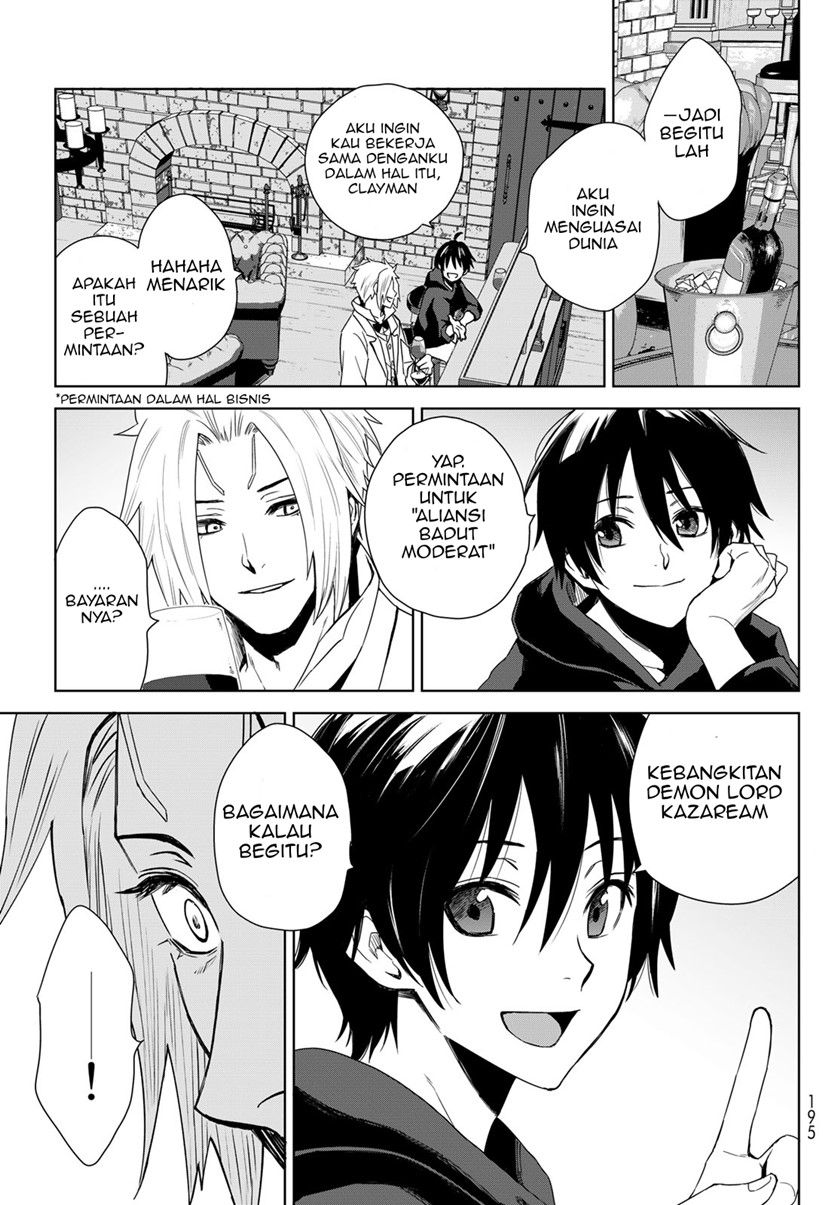 —JADI
BEGITU
LAH
AKU
INGIN
MENGUASAI
DUNIA
AKU INGIN
KAU BEKERJA
SAMA DENGANKU
DALAM HAL ITU,
CLAYMAN
HAHAHA
MENARIK
APAKAH
ITU
SEBUAH
PER-
MINTAAN?
*PERMINTAAN DALAM HAL BISNIS
YAP.
PERMINTAAN
UNTUK
"ALIANSI
BADUT
MODERAT"
....
BAYARAN
NYA?
KEBANGKITAN
DEMON LORD
KAZAREAM
BAGAIMANA
KALAU
BEGITU?
—!
195